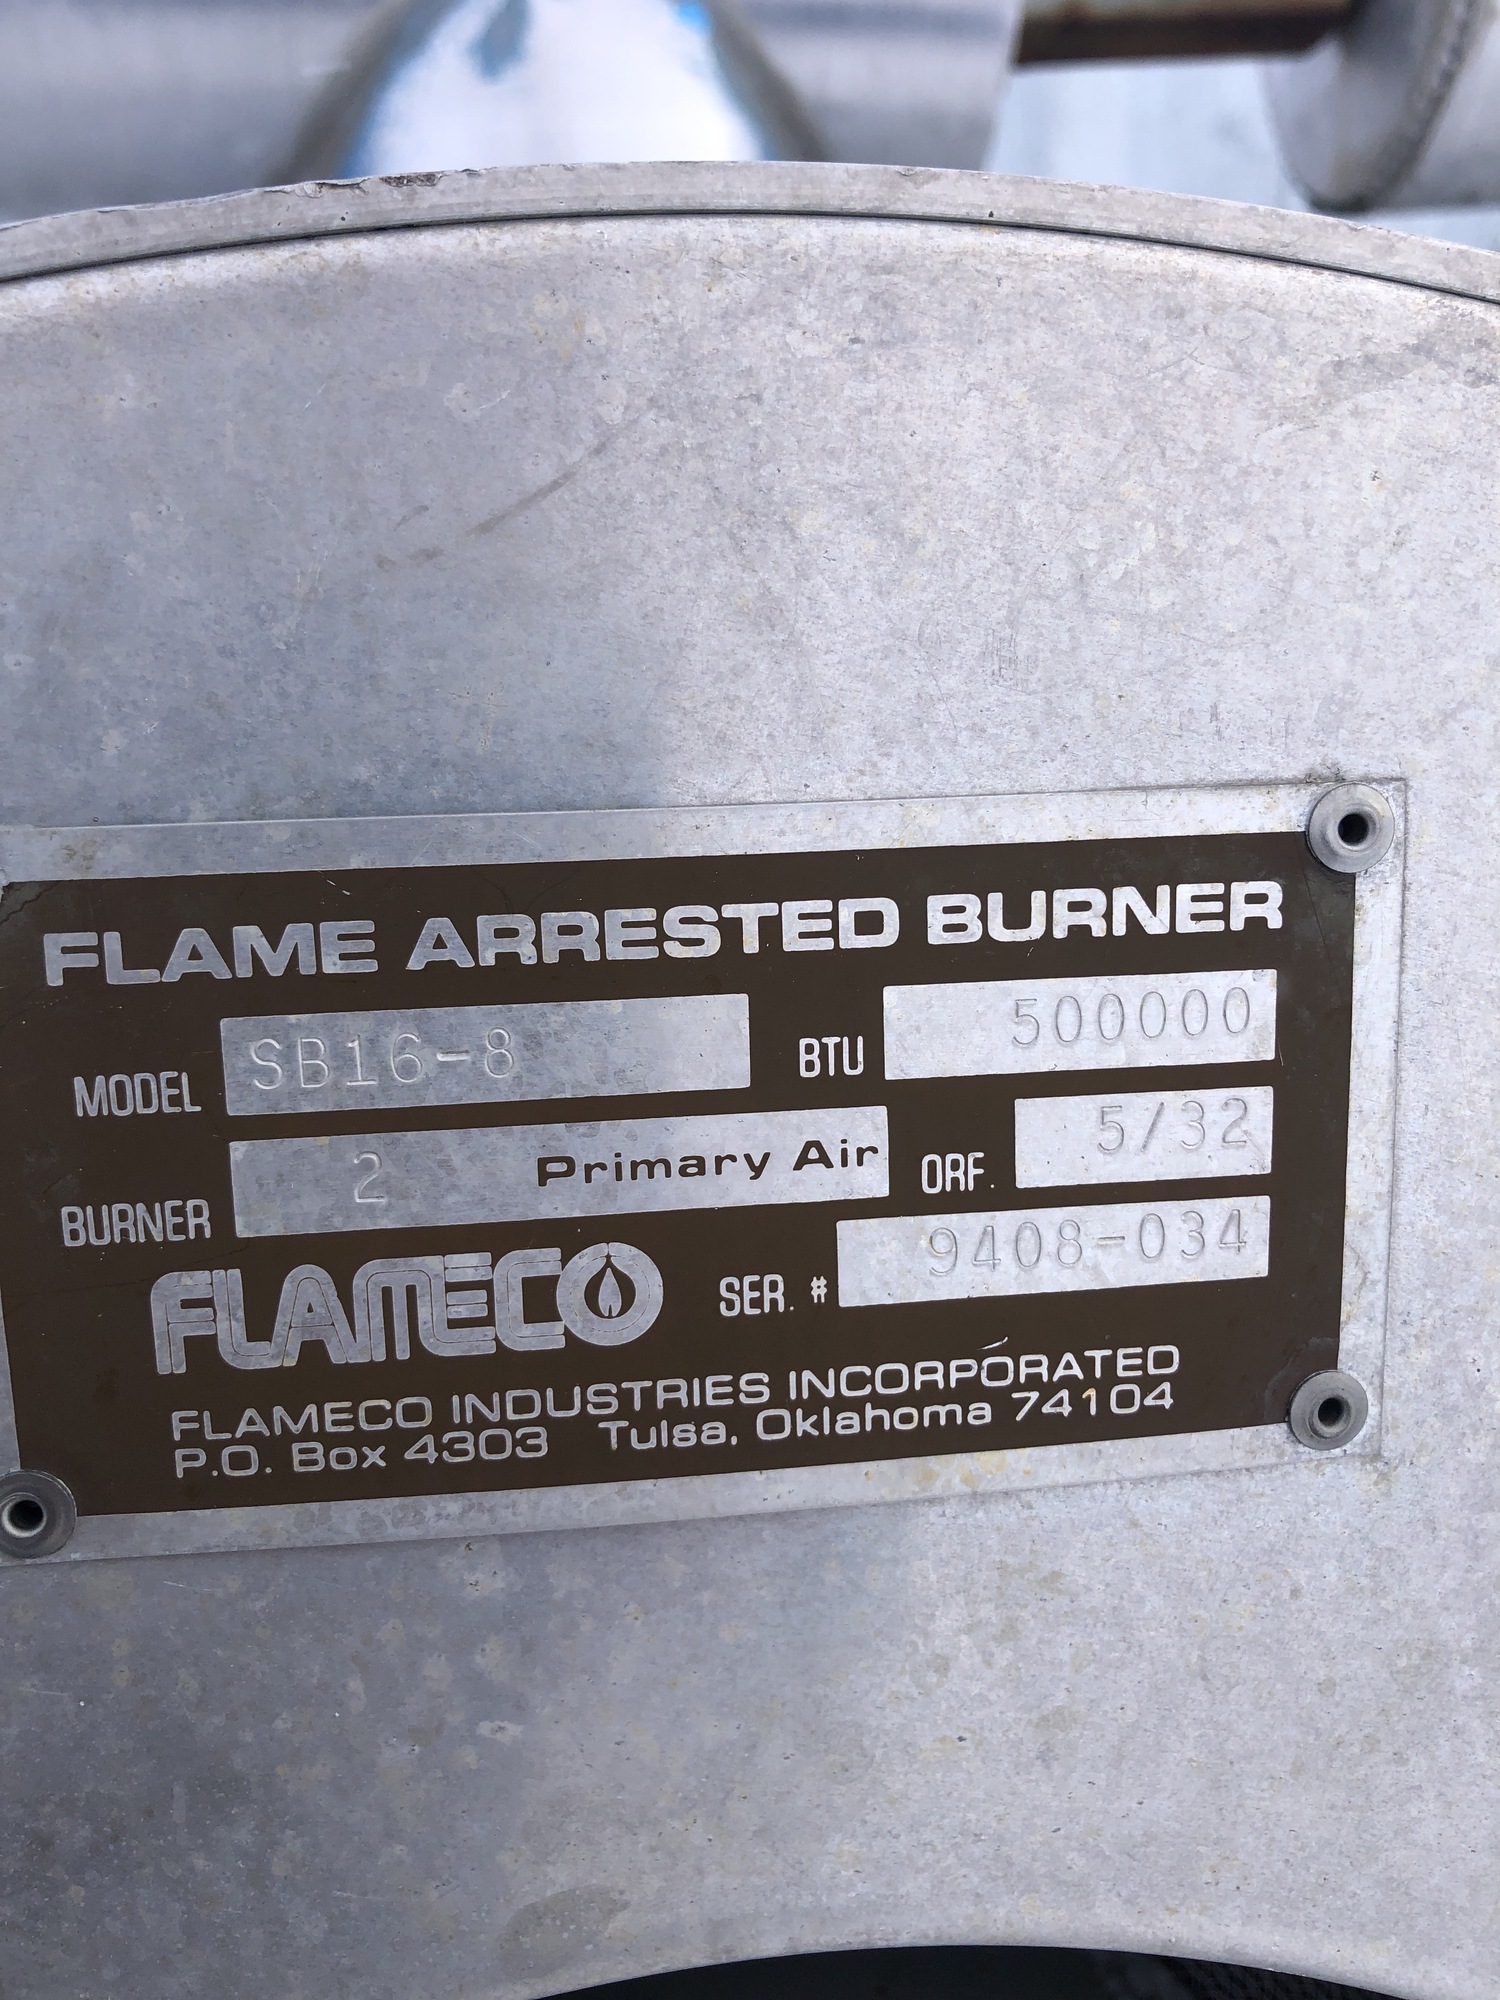 FLAME ARRESTED BURNER
MODEL SB16-8 BTU 500000
BURNER 2 Primary Air ORF. 5/32
FLAMECO SER. # 9408-034
FLAMECO INDUSTRIES INCORPORATED
P.O. Box 4303 Tulsa, Oklahoma 74104